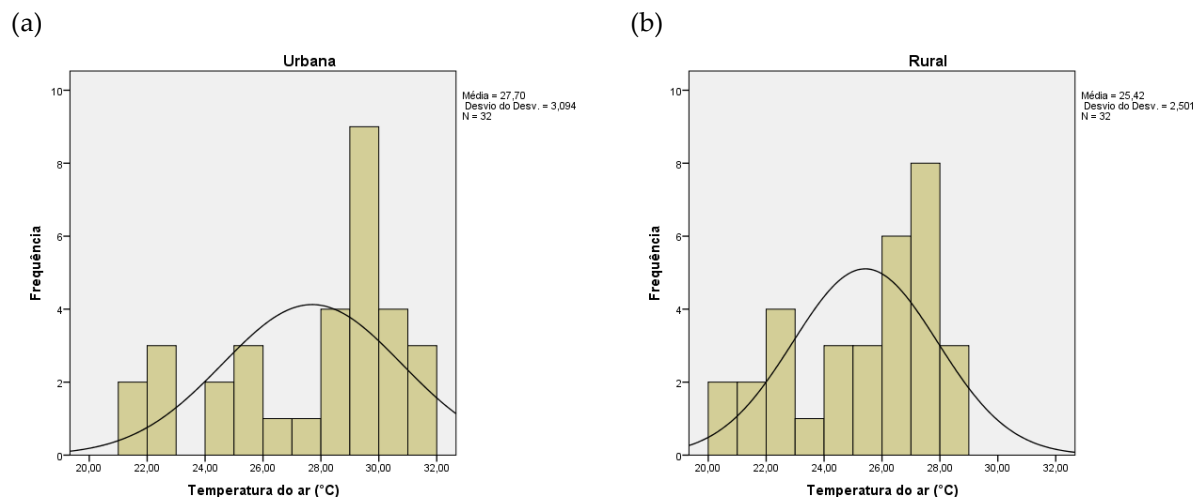 (a)
Urbana
Média = 27,70
Desvio do Desv. = 3,094
N = 32
10
8
6
4
2
0
Frequência
20,00 22,00 24,00 26,00 28,00 30,00 32,00
Temperatura do ar (°C)
(b)
Rural
Média = 25,42
Desvio do Desv. = 2,501
N = 32
10
8
6
4
2
0
Frequência
20,00 22,00 24,00 26,00 28,00 30,00 32,00
Temperatura do ar (°C)